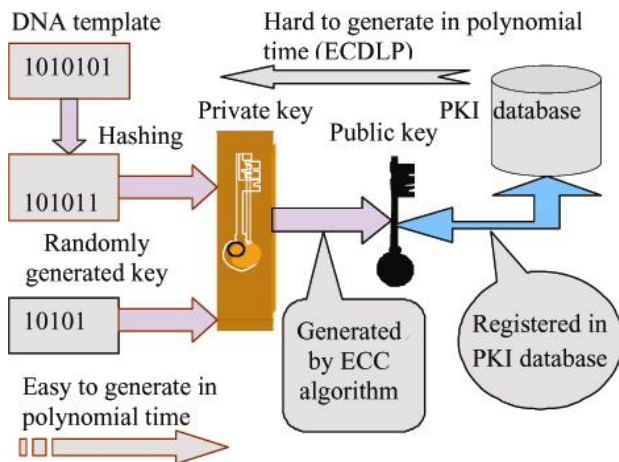 DNA template
1010101
Hashing
101011
Randomly
generated key
10101
Easy to generate in
polynomial time
Hard to generate in polynomial
time (ECDLP)
Private key
Public key
PKI database
Generated
by ECC
algorithm
Registered in
PKI database